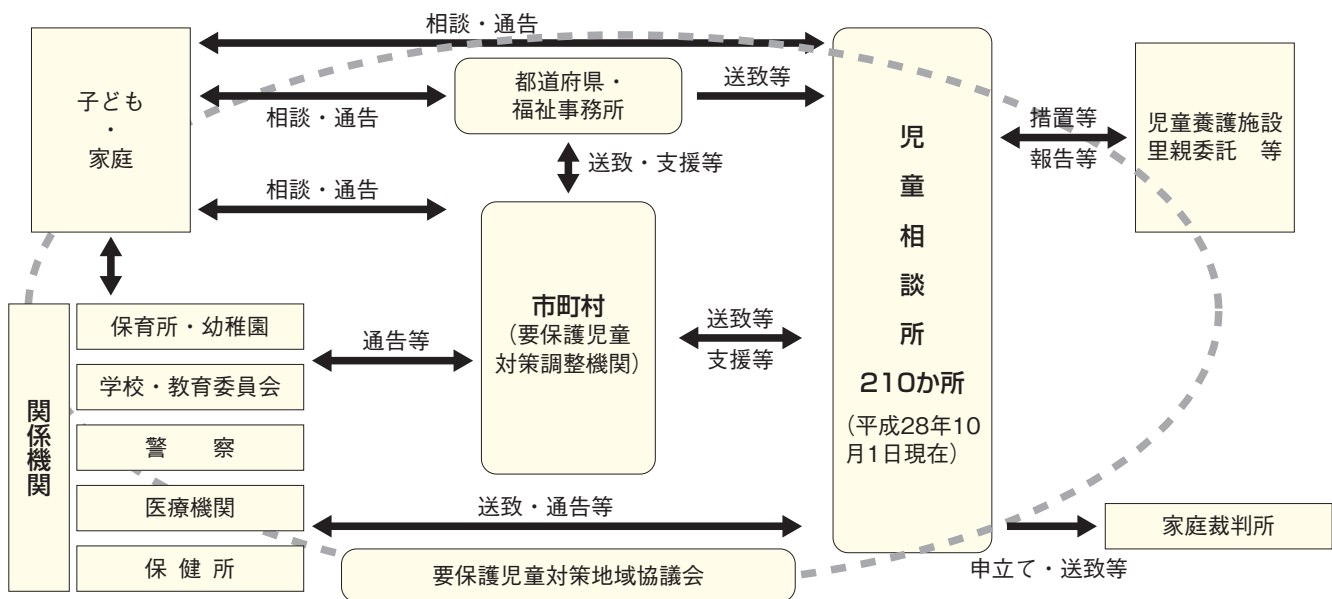 相談・通告
子ども
・
家庭
都道府県・
福祉事務所
送致等
相談・通告
送致・支援等
相談・通告
児童相談所
210か所
（平成28年10
月1日現在）
措置等
報告等
児童養護施設
里親委託　等
関係機関
保育所・幼稚園
学校・教育委員会
警　　察
医療機関
保 健 所
通告等
市町村
（要保護児童
対策調整機関）
送致等
支援等
送致・通告等
要保護児童対策地域協議会
家庭裁判所
申立て・送致等